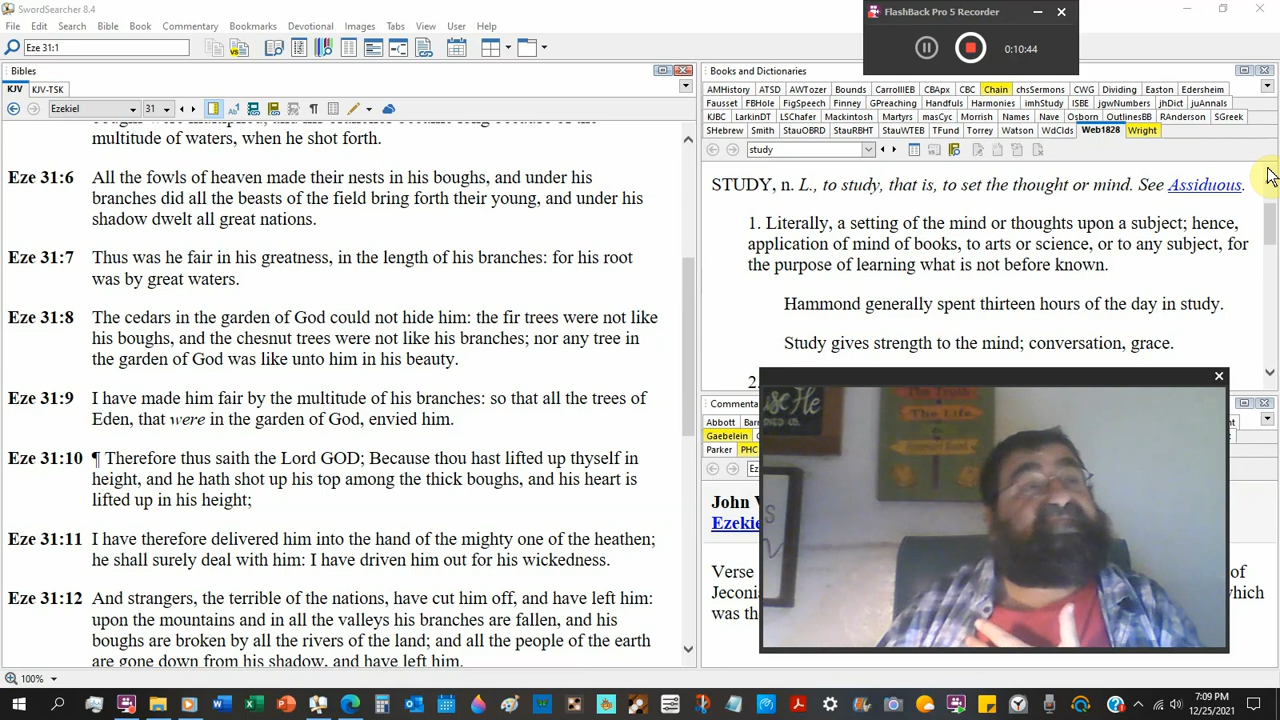 SwordSearcher 8.4
File Edit Search Bible Book Commentary Devotional Images Tabs View User Help
Eze 31:1
FlashBack Pro 5 Recorder
0:10:44
Bibles
KJV KJV-TSK
Ezekiel 31
multitude of waters, when he shot forth.
Eze 31:6 All the fowls of heaven made their nests in his boughs, and under his
branches did all the beasts of the field bring forth their young, and under his
shadow dwelt all great nations.
Eze 31:7 Thus was he fair in his greatness, in the length of his branches: for his root
was by great waters.
Eze 31:8 The cedars in the garden of God could not hide him: the fir trees were not like
his boughs, and the chesnut trees were not like his branches; nor any tree in
the garden of God was like unto him in his beauty.
Eze 31:9 I have made him fair by the multitude of his branches: so that all the trees of
Eden, that were in the garden of God, envied him.
Eze 31:10 ¶ Therefore thus saith the Lord GOD; Because thou hast lifted up thyself in
height, and he hath shot up his top among the thick boughs, and his heart is
lifted up in his height;
Eze 31:11 I have therefore delivered him into the hand of the mighty one of the heathen;
he shall surely deal with him: I have driven him out for his wickedness.
Eze 31:12 And strangers, the terrible of the nations, have cut him off, and have left him:
upon the mountains and in all the valleys his branches are fallen, and his
boughs are broken by all the rivers of the land; and all the people of the earth
are gone down from his shadow, and have left him.
100%
Books and Dictionaries
AMHistory ATSD AWTozer Bounds CarrollIEB CBApx CBC Chain chsSermons CWG Dividing Easton Edersheim
Fausset FBHole FigSpeech Finney GPreaching Handfuls Harmonies imhStudy ISBE jgwNumbers jhDict juAnnals
KJBC LarkinDT LSChafer Mackintosh Martyrs masCyc Morrish Names Nave Osborn OutlinesBB RAnderson SGreek
SHebrew Smith StauOBRD StauRBHT StauWTEB TFund Torrey Watson WdClds Web1828 Wright
study
STUDY, n. L., to study, that is, to set the thought or mind. See Assiduous.
1. Literally, a setting of the mind or thoughts upon a subject; hence,
application of mind of books, to arts or science, or to any subject, for
the purpose of learning what is not before known.
Hammond generally spent thirteen hours of the day in study.
Study gives strength to the mind; conversation, grace.
2.
Commenta
Abbott Bar
Gaebelein
Parker PHC
Ez
John
Ezekie
Verse of
Jeconia which
was th
use He
The Truth
The Life
7:09 PM
12/25/2021